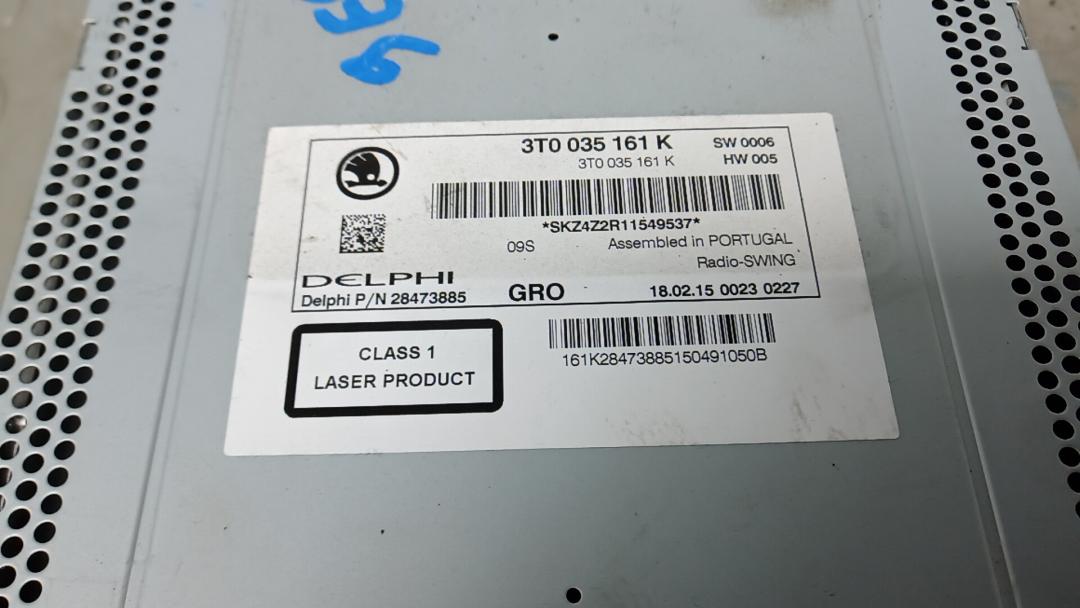 3T0 035 161 K SW 0006
3T0 035 161 K HW 005
*SKZ4Z2R11549537*
09S Assembled in PORTUGAL
Radio-SWING
DELPHI
Delphi P/N 28473885 GRO 18.02.15 0023 0227
CLASS 1
LASER PRODUCT
161K28473885150491050B